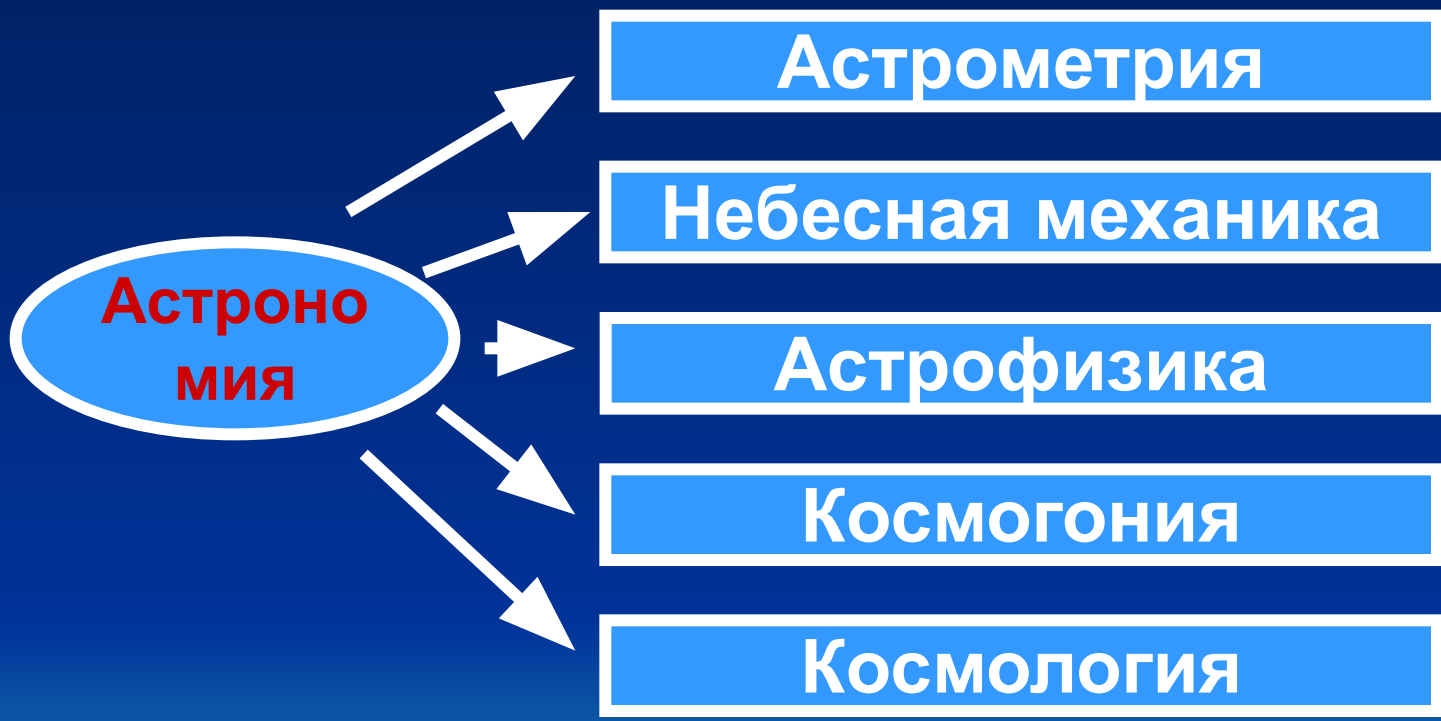 Астрометрия
Небесная механика
Астроно
мия
Астрофизика
Космогония
Космология